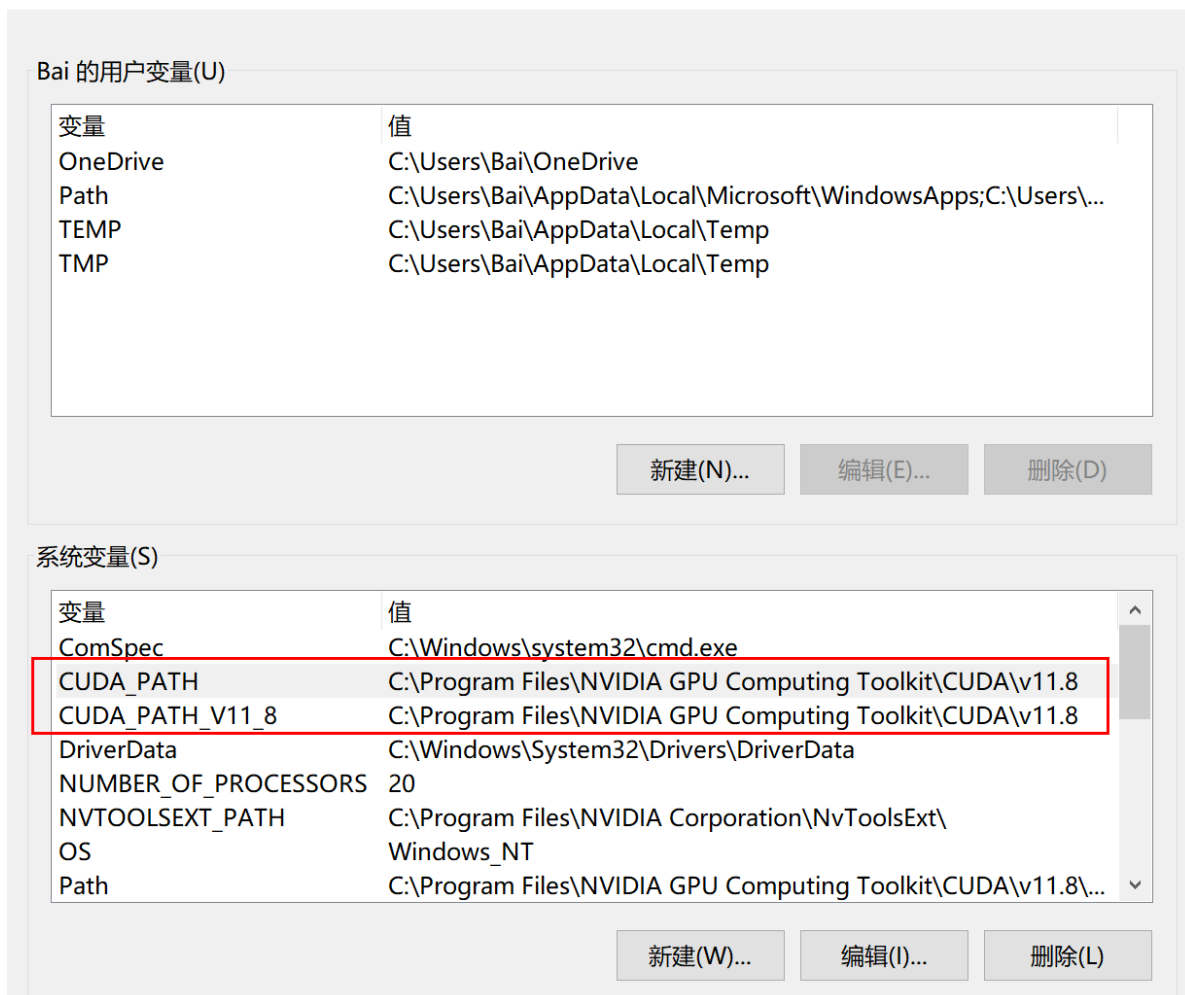 Bai 的用户变量(U)
变量 值
OneDrive C:\Users\Bai\OneDrive
Path C:\Users\Bai\AppData\Local\Microsoft\WindowsApps;C:\Users\...
TEMP C:\Users\Bai\AppData\Local\Temp
TMP C:\Users\Bai\AppData\Local\Temp
新建(N)... 编辑(E)... 删除(D)
系统变量(S)
变量 值
ComSpec C:\Windows\system32\cmd.exe
CUDA_PATH C:\Program Files\NVIDIA GPU Computing Toolkit\CUDA\v11.8
CUDA_PATH_V11_8 C:\Program Files\NVIDIA GPU Computing Toolkit\CUDA\v11.8
DriverData C:\Windows\System32\Drivers\DriverData
NUMBER_OF_PROCESSORS 20
NVTOOLSEXT_PATH C:\Program Files\NVIDIA Corporation\NvToolsExt\
OS Windows_NT
Path C:\Program Files\NVIDIA GPU Computing Toolkit\CUDA\v11.8\...
新建(W)... 编辑(I)... 删除(L)